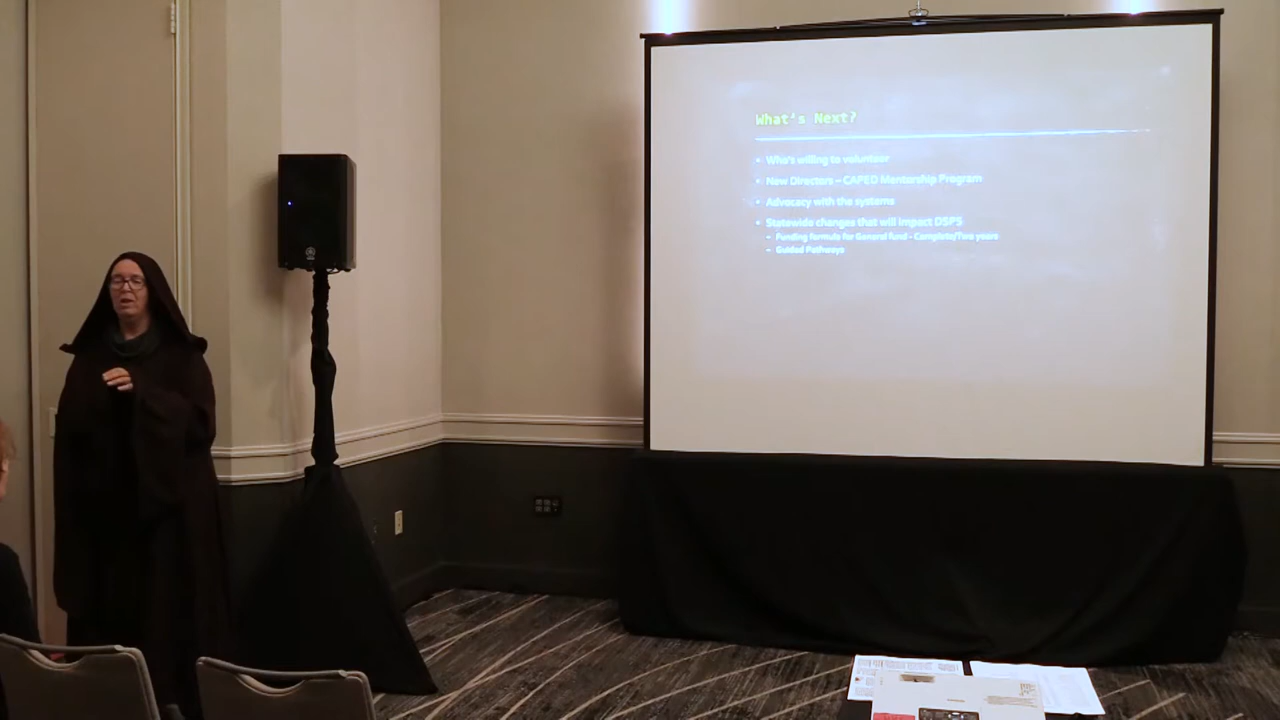 What's Next?
• Who's willing to volunteer
• New Directors – CAPED Mentorship Program
• Advocacy with the systems
• Statewide changes that will impact DSPS
– Funding formula for General fund - Complete/Two years
– Guided Pathways